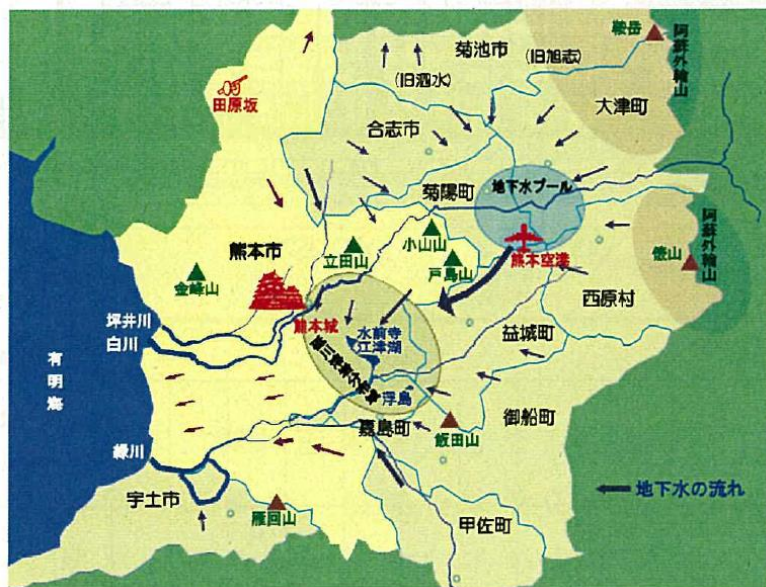 鞍岳
阿蘇外輪山
菊池市
(旧旭志)
(旧泗水)
大津町
田原坂
合志市
地下水プール
菊陽町
小山山
立田山
戸島山
熊本空港
阿蘇外輪山
俵山
熊本市
金峰山
西原村
坪井川
熊本城
水前寺
江津湖
益城町
白川
有明海
浮島
御船町
嘉島町
飯田山
緑川
地下水の流れ
宇土市
雁回山
甲佐町